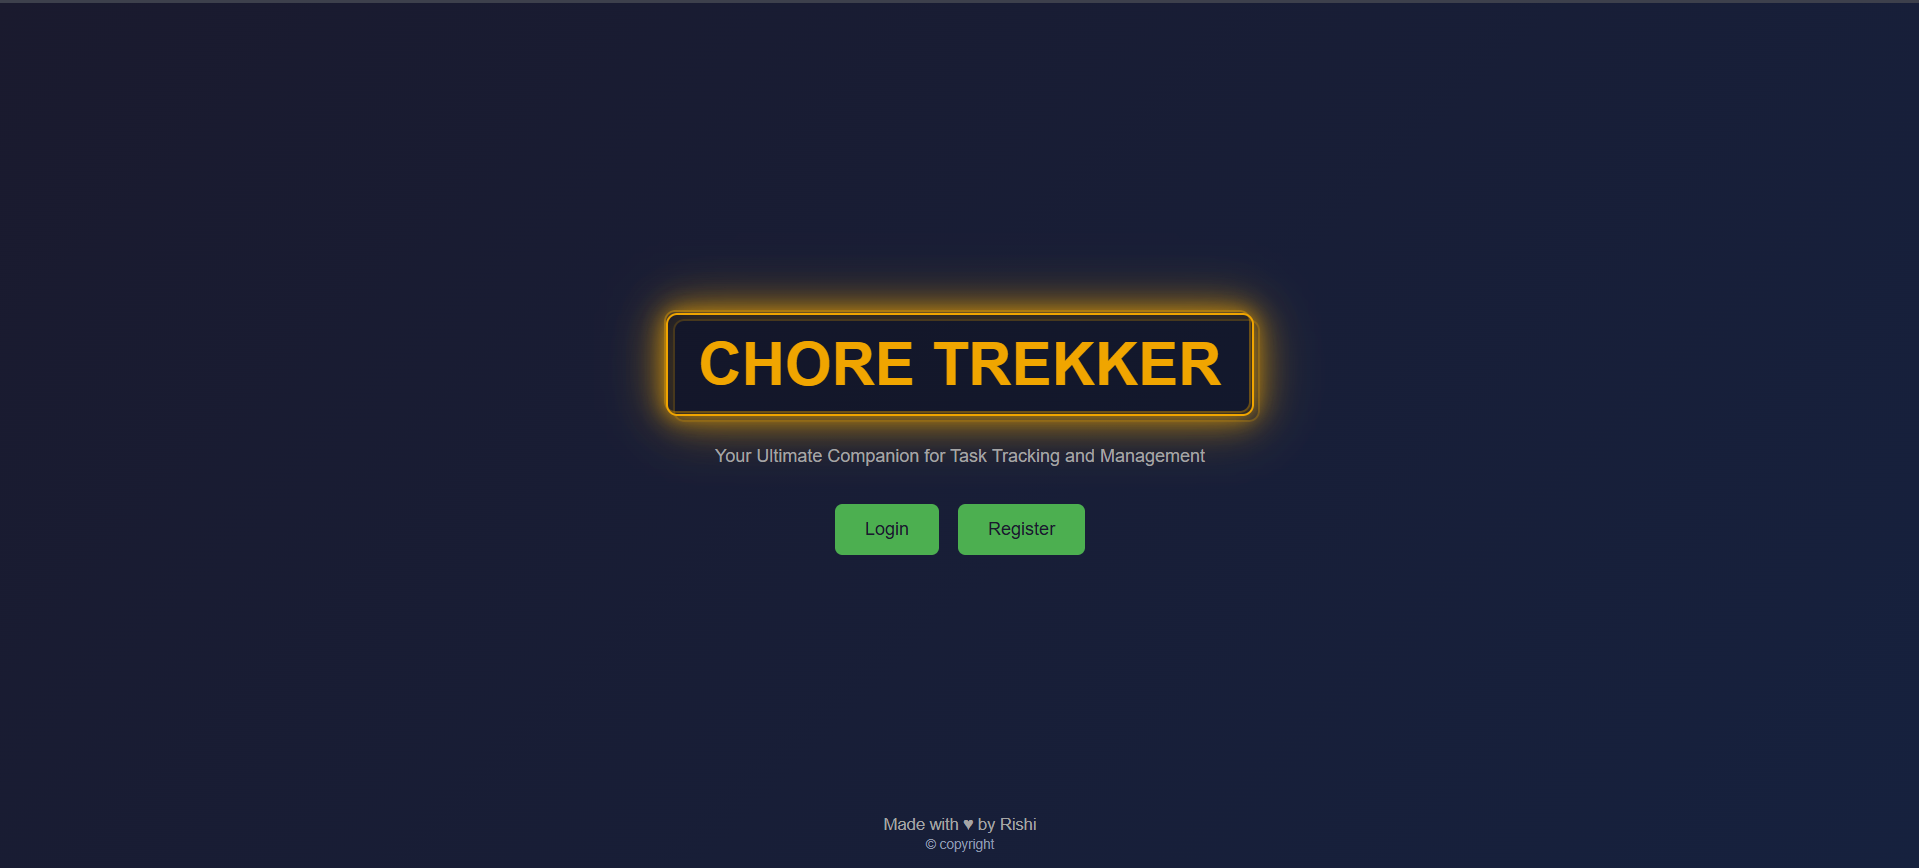 CHORE TREKKER
Your Ultimate Companion for Task Tracking and Management
Login Register
Made with ♥ by Rishi
© copyright